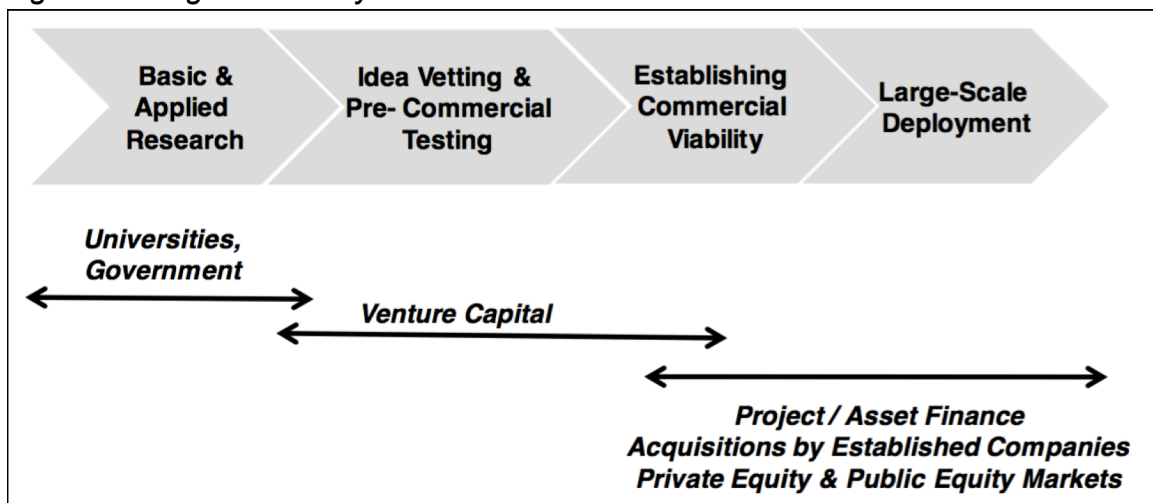 Basic &
Applied
Research
Idea Vetting &
Pre- Commercial
Testing
Establishing
Commercial
Viability
Large-Scale
Deployment
Universities,
Government
Venture Capital
Project / Asset Finance
Acquisitions by Established Companies
Private Equity & Public Equity Markets